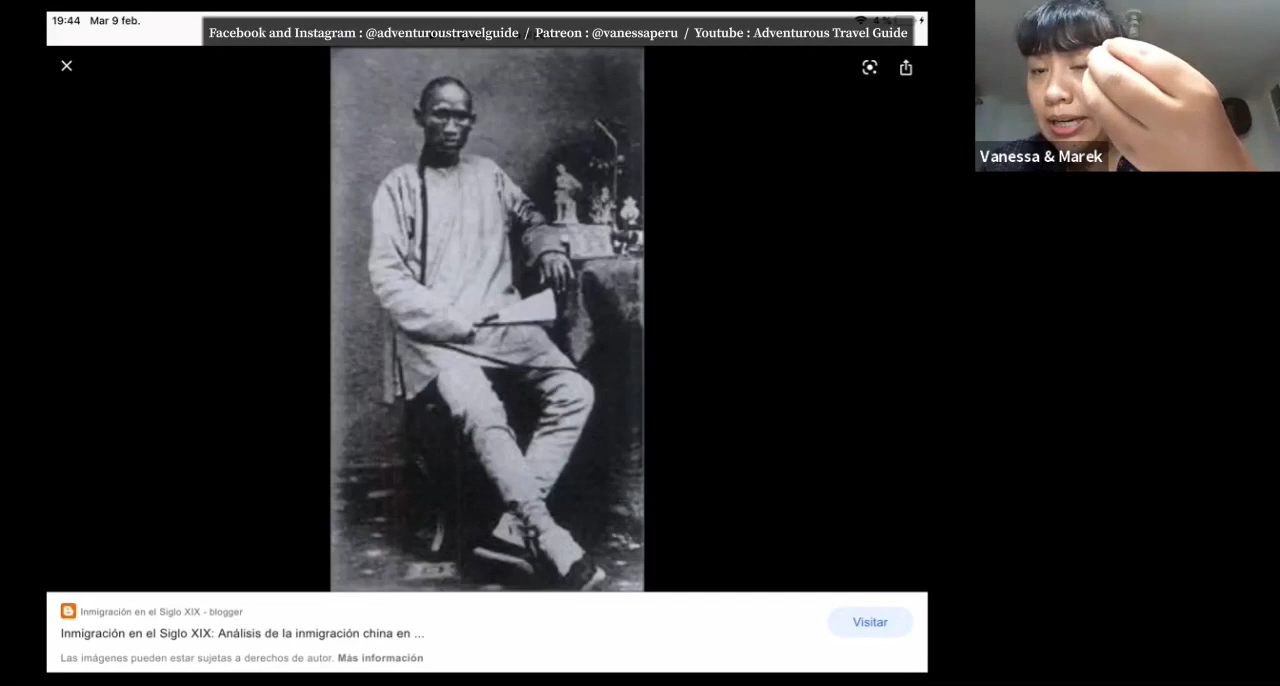 19:44 Mar 9 feb.
4 %
Facebook and Instagram : @adventuroustravelguide / Patreon : @vanessaperu / Youtube : Adventurous Travel Guide
Vanessa & Marek
Inmigración en el Siglo XIX - blogger
Inmigración en el Siglo XIX: Análisis de la inmigración china en ...
Visitar
Las imágenes pueden estar sujetas a derechos de autor. Más información